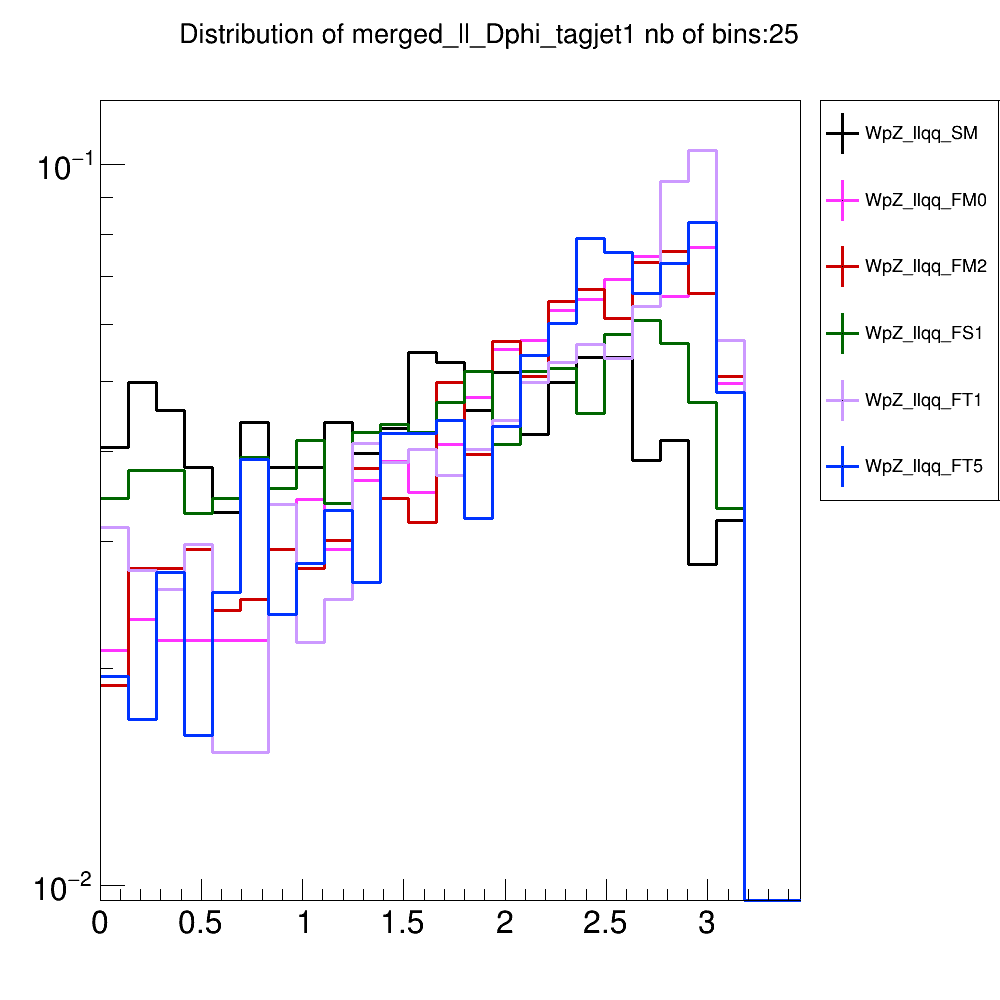 Distribution of merged_ll_Dphi_tagjet1 nb of bins:25
10⁻¹
10⁻²
0 0.5 1 1.5 2 2.5 3
WpZ_llqq_SM
WpZ_llqq_FM0
WpZ_llqq_FM2
WpZ_llqq_FS1
WpZ_llqq_FT1
WpZ_llqq_FT5